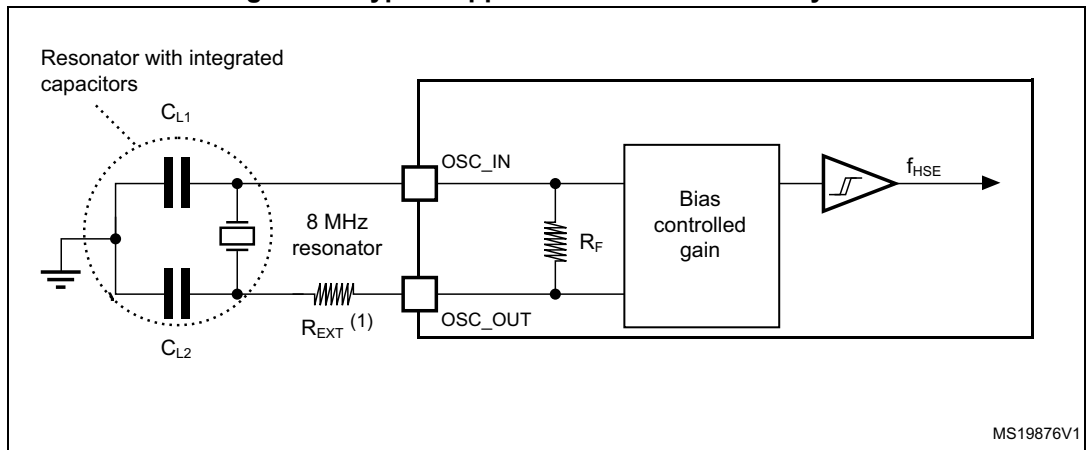 Resonator with integrated
capacitors
CL1
OSC_IN
fHSE
8 MHz
resonator
RF
Bias
controlled
gain
REXT (1)
OSC_OUT
CL2
MS19876V1